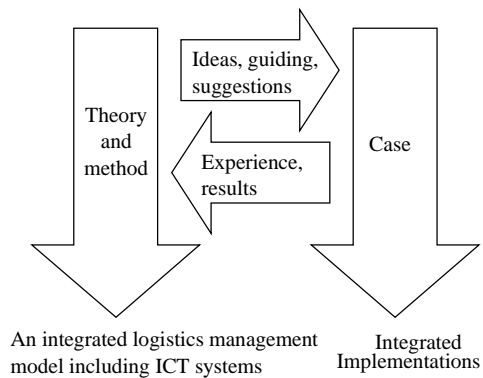 Ideas, guiding,
suggestions
Theory
and
method
Case
Experience,
results
An integrated logistics management
model including ICT systems
Integrated
Implementations